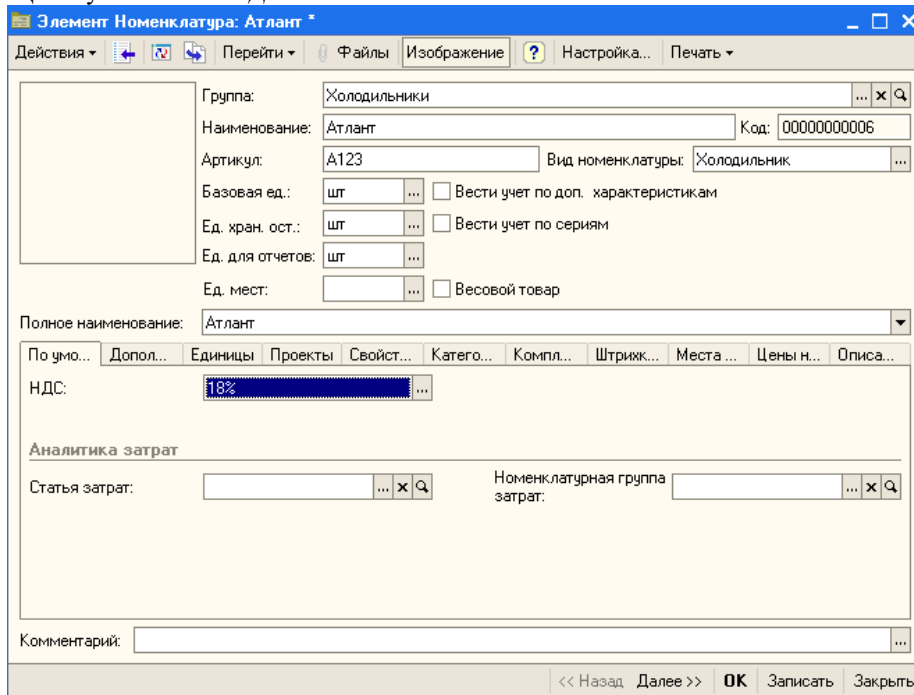 Элемент Номенклатура: Атлант *
Действия Перейти Файлы Изображение ? Настройка... Печать
Группа: Холодильники ... x
Наименование: Атлант Код: 00000000006
Артикул: А123 Вид номенклатуры: Холодильник ...
Базовая ед.: шт ... Вести учет по доп. характеристикам
Ед. хран. ост.: шт ... Вести учет по сериям
Ед. для отчетов: шт ...
Ед. мест: ... Весовой товар
Полное наименование: Атлант
По умо... Допол... Единицы Проекты Свойст... Катего... Компл... Штрихк... Места ... Цены н... Описа...
НДС: 18% ...
Аналитика затрат
Статья затрат: ... x Номенклатурная группа затрат: ... x
Комментарий: ...
<< Назад Далее >> OK Записать Закрыть